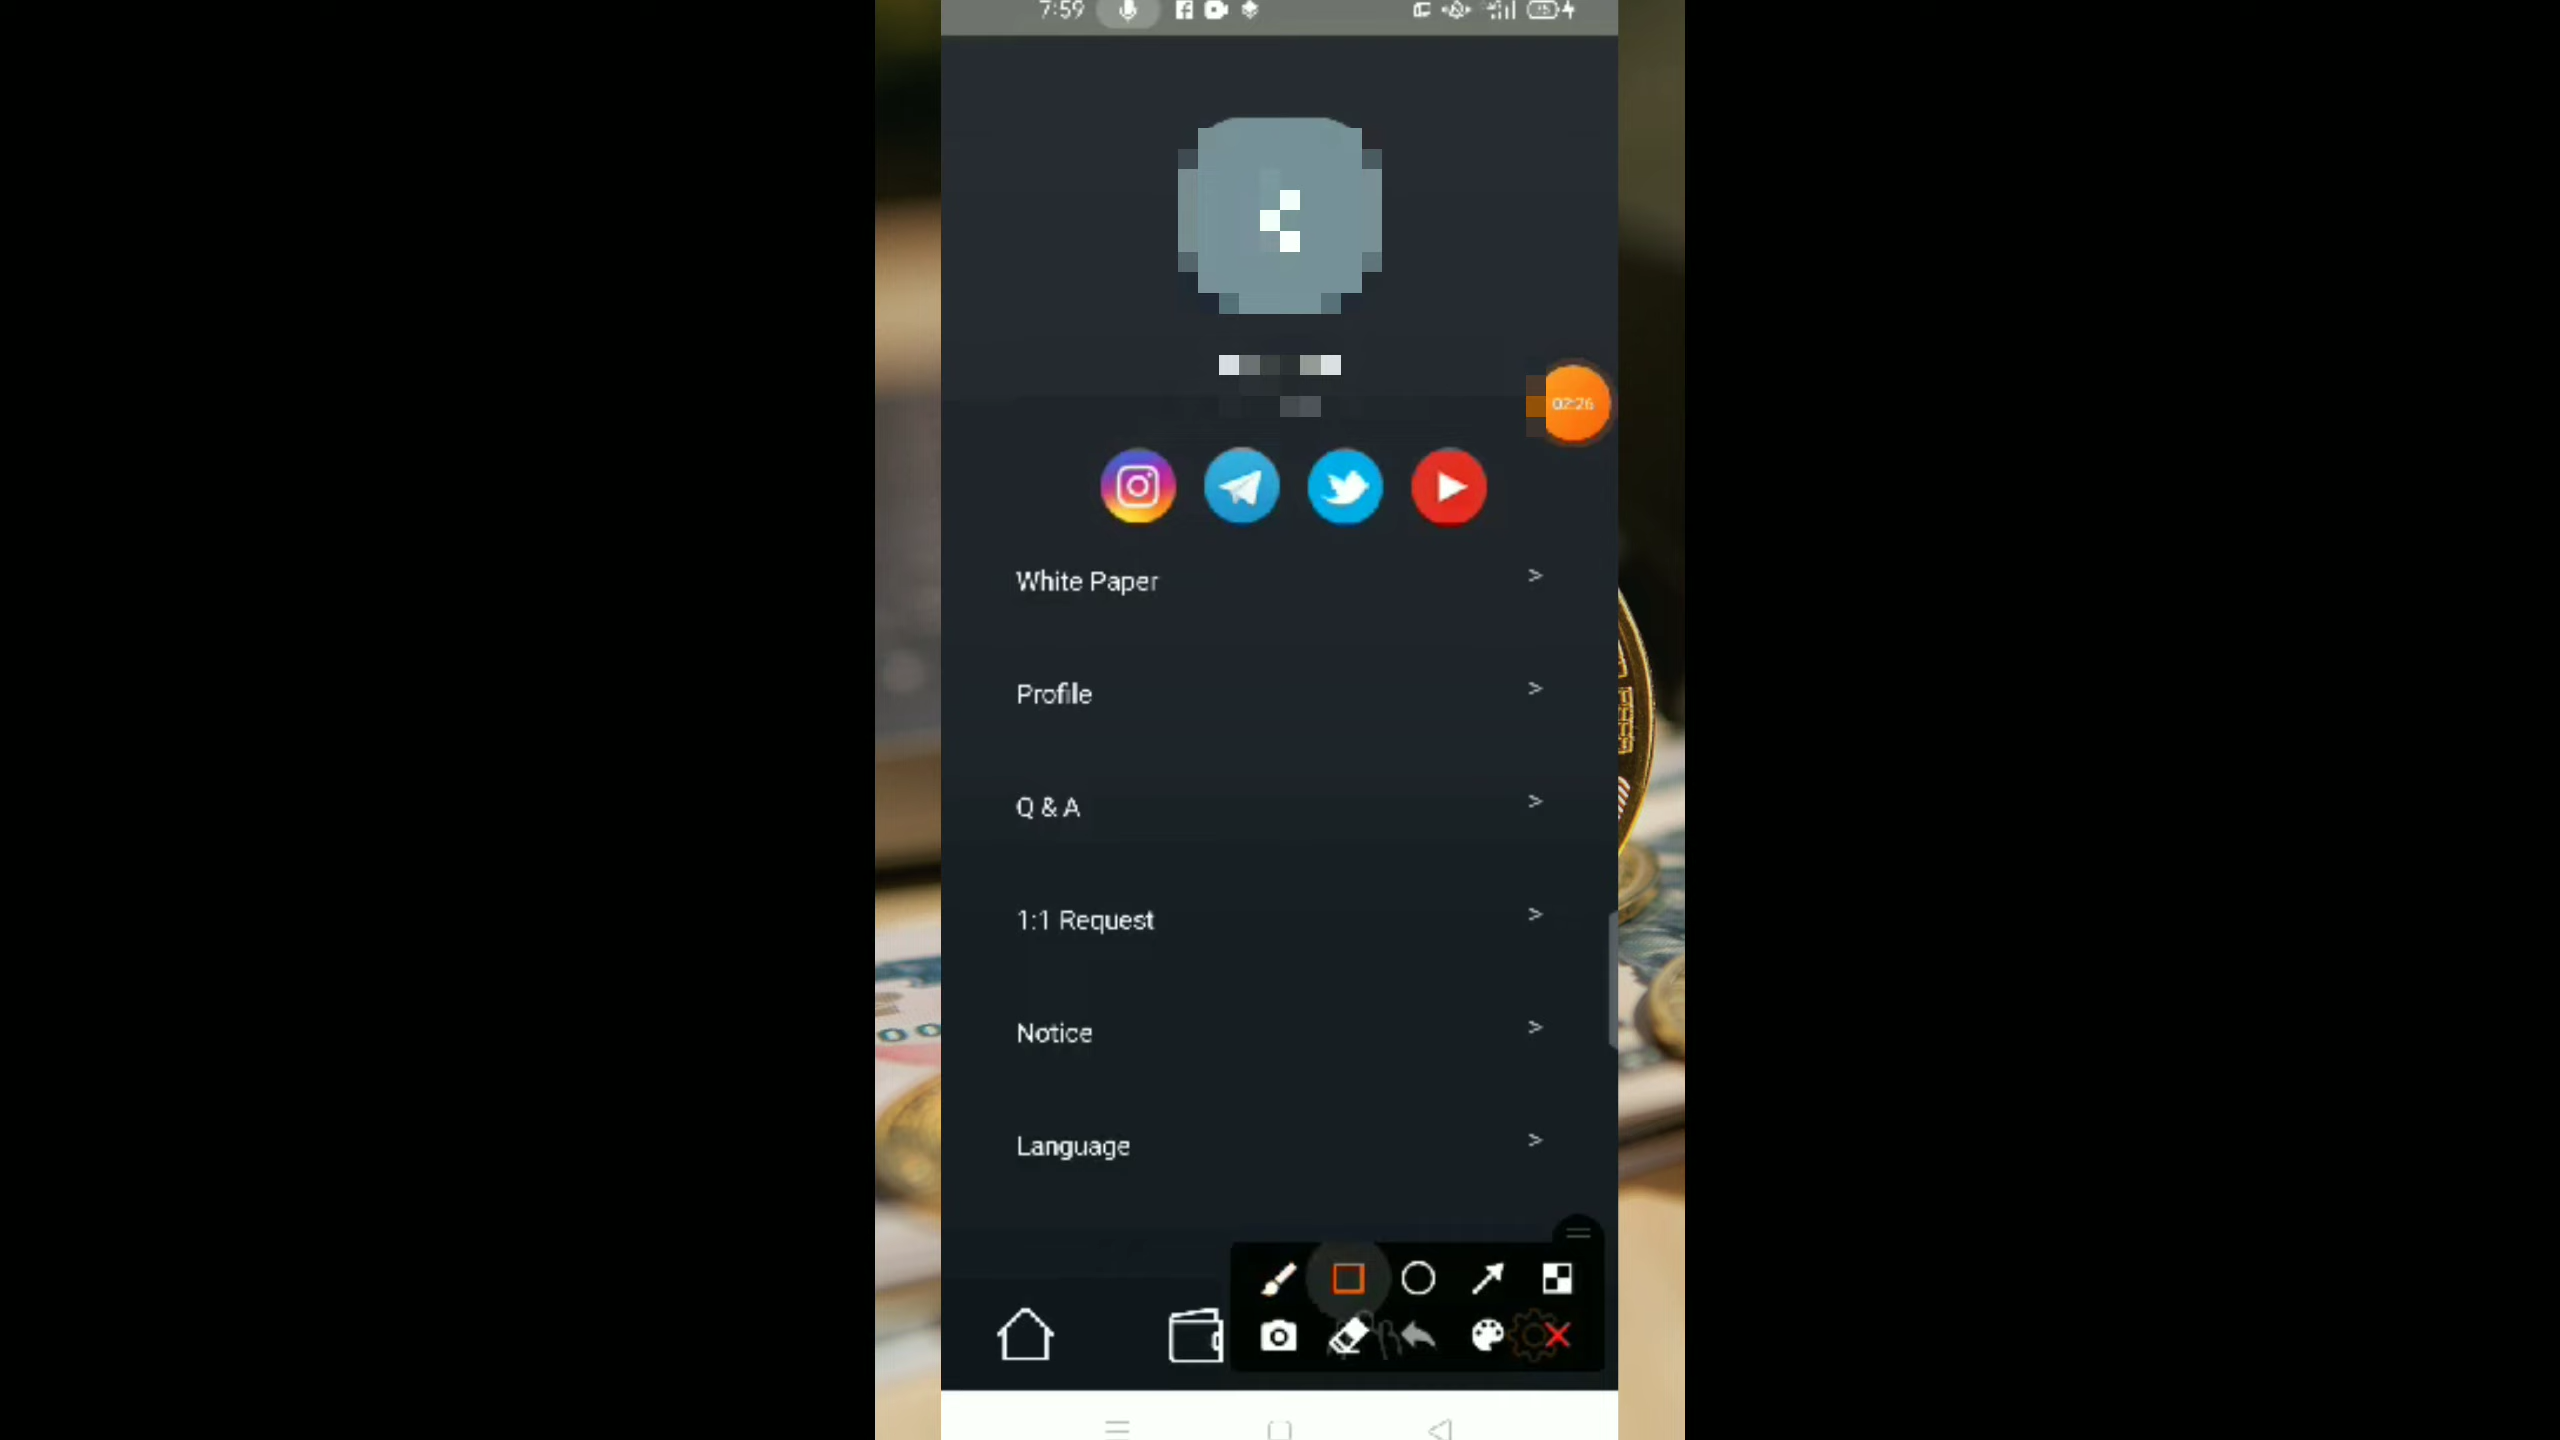 7:59
02:26
White Paper >
Profile >
Q & A >
1:1 Request >
Notice >
Language >